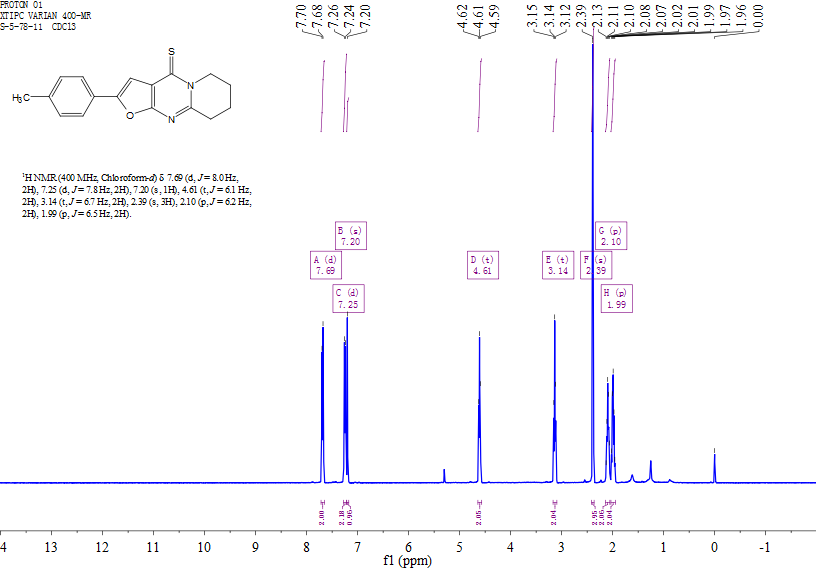 PROTON 01
XTIPC VARIAN 400-MR
S-5-78-11 CDCl3
7.70
7.68
7.26
7.24
7.20
4.62
4.61
4.59
3.15
3.14
3.12
2.39
2.13
2.11
2.10
2.08
2.07
2.02
2.01
1.99
1.97
1.96
0.00
S
H₃C
N
O
N
¹H NMR (400 MHz, Chloroform-d) δ 7.69 (d, J = 8.0 Hz,
2H), 7.25 (d, J = 7.8 Hz, 2H), 7.20 (s, 1H), 4.61 (t, J = 6.1 Hz,
2H), 3.14 (t, J = 6.7 Hz, 2H), 2.39 (s, 3H), 2.10 (p, J = 6.2 Hz,
2H), 1.99 (p, J = 6.5 Hz, 2H).
B (s)
7.20
G (p)
2.10
A (d)
7.69
D (t)
4.61
E (t)
3.14
F (s)
2.39
C (d)
7.25
H (p)
1.99
2.00
2.18
0.96
2.05
2.04
.95
2.06
2.04
4 13 12 11 10 9 8 7 6 5 4 3 2 1 0 -1
f1 (ppm)